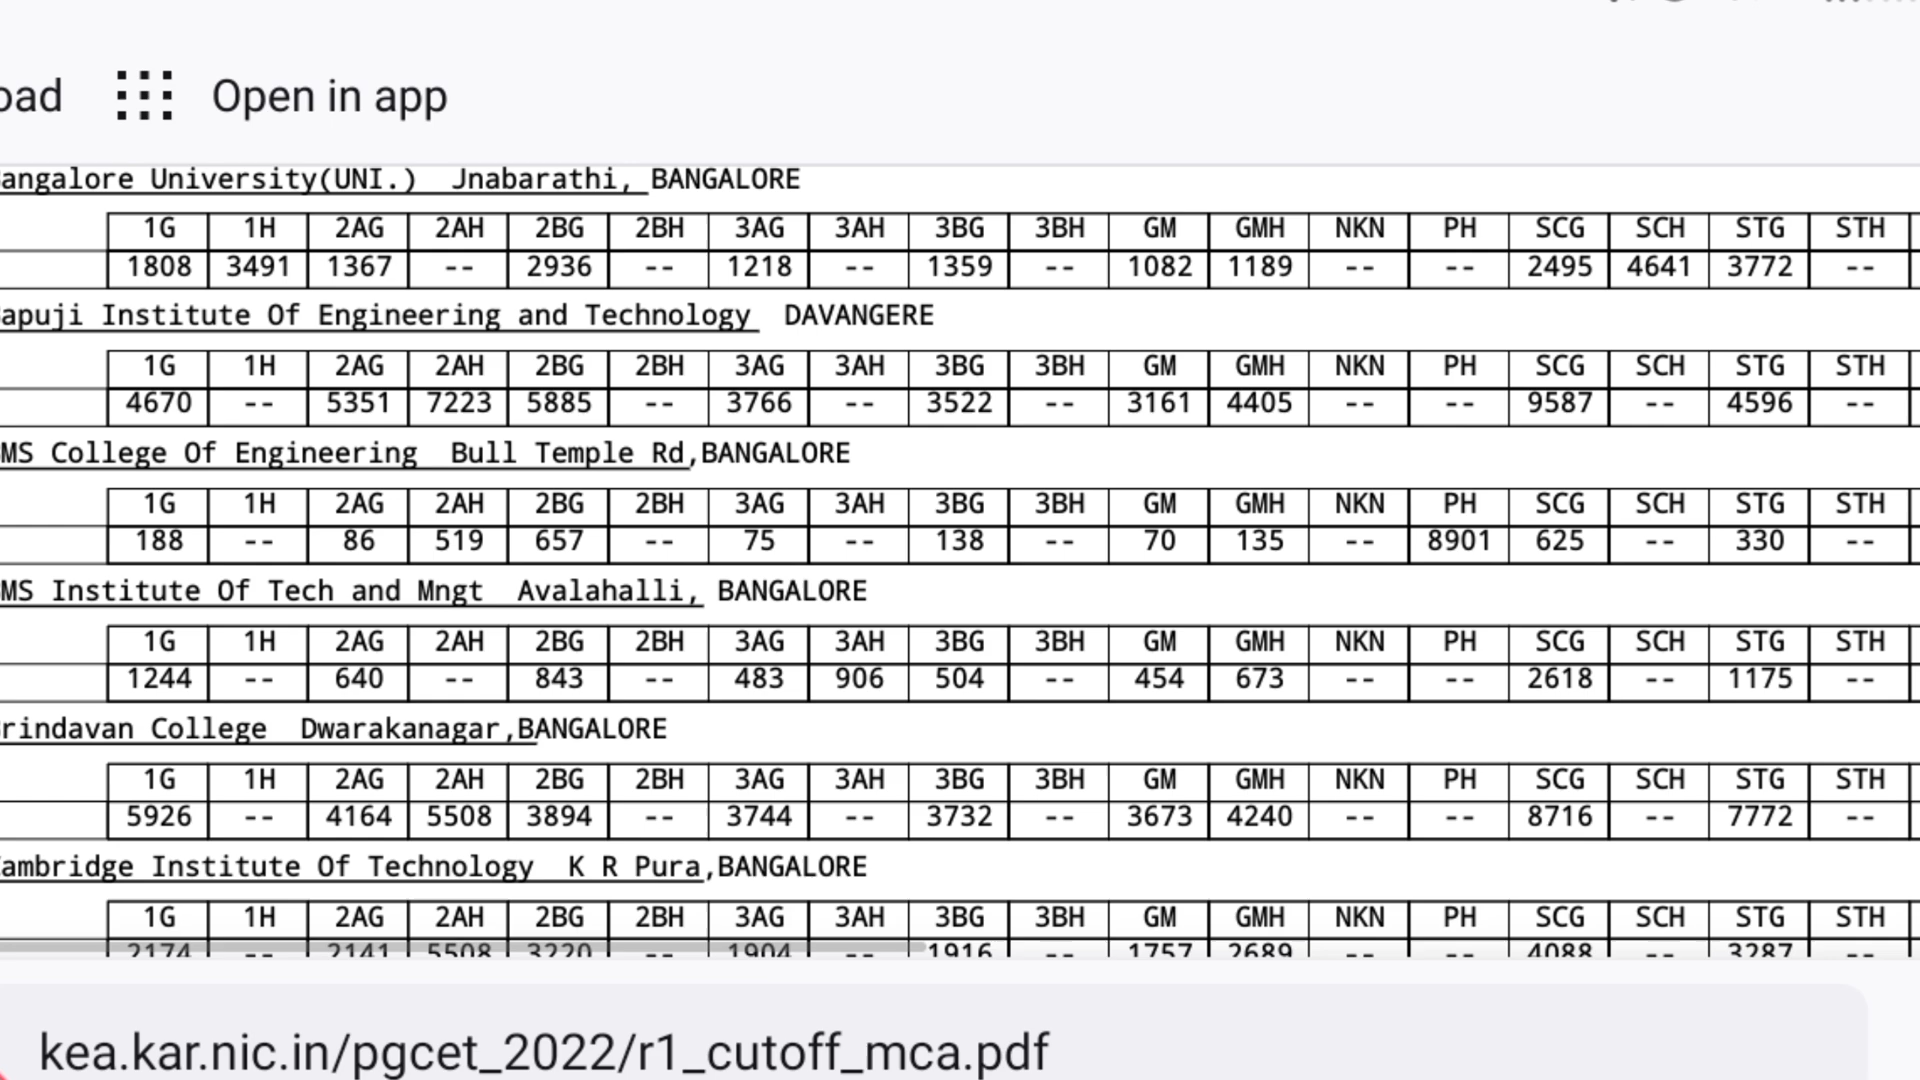 Open in app
University(UNI.) Jnabarathi, BANGALORE
1G 1H 2AG 2AH 2BG 2BH 3AG 3AH 3BG 3BH GM GMH NKN PH SCG SCH STG STH
1808 3491 1367 -- 2936 -- 1218 -- 1359 -- 1082 1189 -- -- 2495 4641 3772 --
Institute Of Engineering and Technology DAVANGERE
1G 1H 2AG 2AH 2BG 2BH 3AG 3AH 3BG 3BH GM GMH NKN PH SCG SCH STG STH
4670 -- 5351 7223 5885 -- 3766 -- 3522 -- 3161 4405 -- -- 9587 -- 4596 --
MS College Of Engineering Bull Temple Rd,BANGALORE
1G 1H 2AG 2AH 2BG 2BH 3AG 3AH 3BG 3BH GM GMH NKN PH SCG SCH STG STH
188 -- 86 519 657 -- 75 -- 138 -- 70 135 -- 8901 625 -- 330 --
MS Institute Of Tech and Mngt Avalahalli, BANGALORE
1G 1H 2AG 2AH 2BG 2BH 3AG 3AH 3BG 3BH GM GMH NKN PH SCG SCH STG STH
1244 -- 640 -- 843 -- 483 906 504 -- 454 673 -- -- 2618 -- 1175 --
College Dwarakanagar,BANGALORE
1G 1H 2AG 2AH 2BG 2BH 3AG 3AH 3BG 3BH GM GMH NKN PH SCG SCH STG STH
5926 -- 4164 5508 3894 -- 3744 -- 3732 -- 3673 4240 -- -- 8716 -- 7772 --
Institute Of Technology K R Pura,BANGALORE
1G 1H 2AG 2AH 2BG 2BH 3AG 3AH 3BG 3BH GM GMH NKN PH SCG SCH STG STH
2174 -- 2141 5508 3220 -- 1904 -- 1916 -- 1757 2689 -- -- 4088 -- 3287 --
kea.kar.nic.in/pgcet_2022/r1_cutoff_mca.pdf